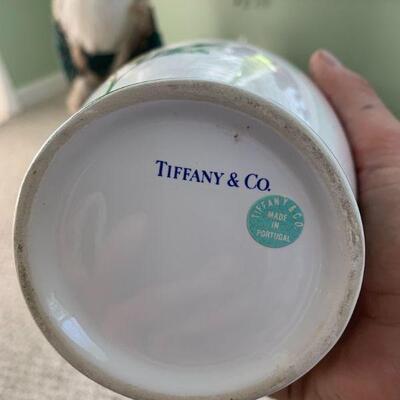 TIFFANY & CO.
TIFFANY & CO
MADE
IN
PORTUGAL